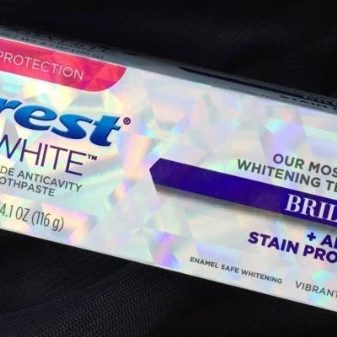 PROTECTION
rest®
WHITE™
DE ANTICAVITY
OTHPASTE
4.1 OZ (116 g)
OUR MOS
WHITENING TE
BRIL
+ A
STAIN PRO
ENAMEL SAFE WHITENING
VIBRANT